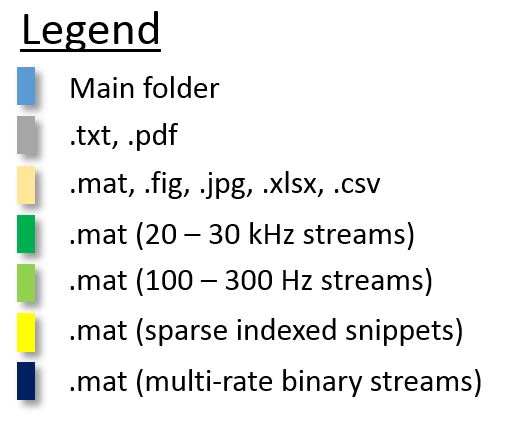 Legend
Main folder
.txt, .pdf
.mat, .fig, .jpg, .xlsx, .csv
.mat (20 – 30 kHz streams)
.mat (100 – 300 Hz streams)
.mat (sparse indexed snippets)
.mat (multi-rate binary streams)